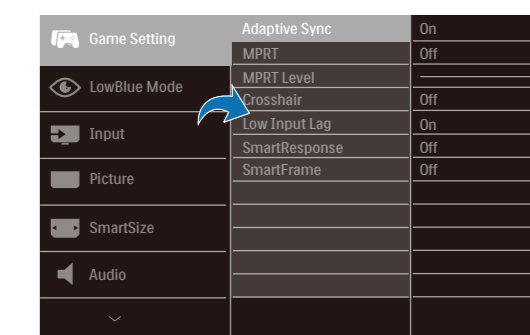 Game Setting
LowBlue Mode
Input
Picture
SmartSize
Audio
Adaptive Sync On
MPRT Off
MPRT Level
Crosshair Off
Low Input Lag On
SmartResponse Off
SmartFrame Off